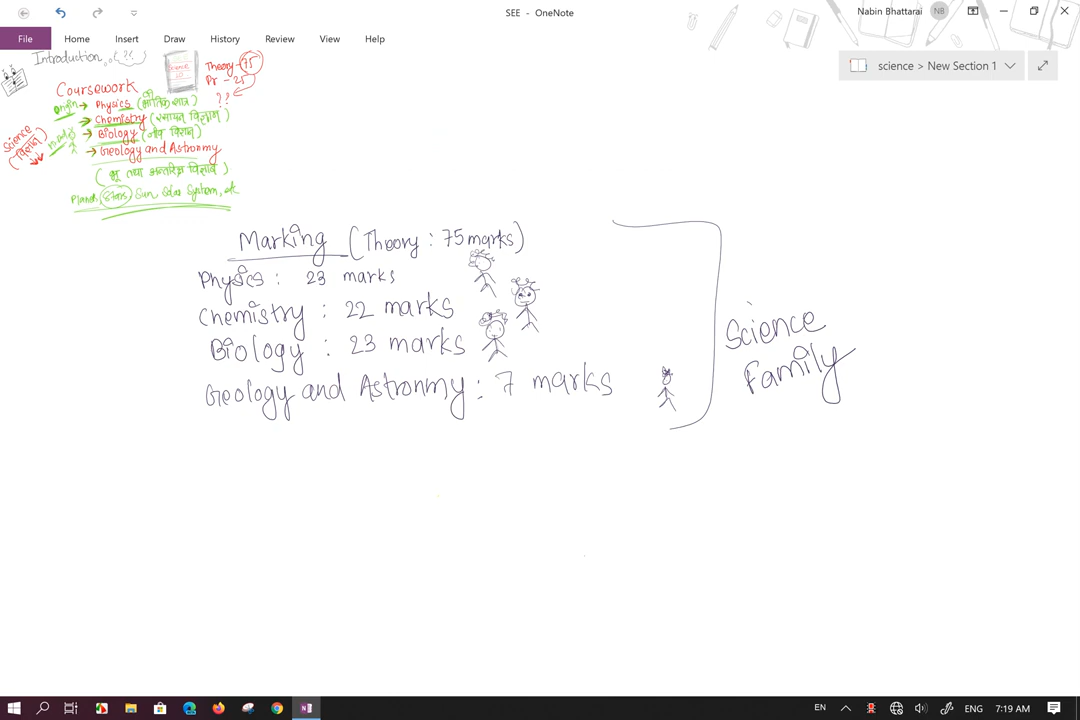 SEE - OneNote
Nabin Bhattarai NB
File Home Insert Draw History Review View Help
science > New Section 1
Introduction
Theory - 75
Pr - 25
??
Coursework
Origin → Physics (भौतिक शास्त्र)
→ Chemistry (रसायन विज्ञान)
→ Biology (जीव विज्ञान)
→ Geology and Astronmy
(भू तथा अन्तरिक्ष विज्ञान)
Science
(विज्ञान)
Planets, Stars, Sun, Solar System, etc
Marking (Theory : 75 marks)
Physics : 23 marks
Chemistry : 22 marks
Biology : 23 marks
Geology and Astronmy : 7 marks
Science
Family
EN ENG 7:19 AM